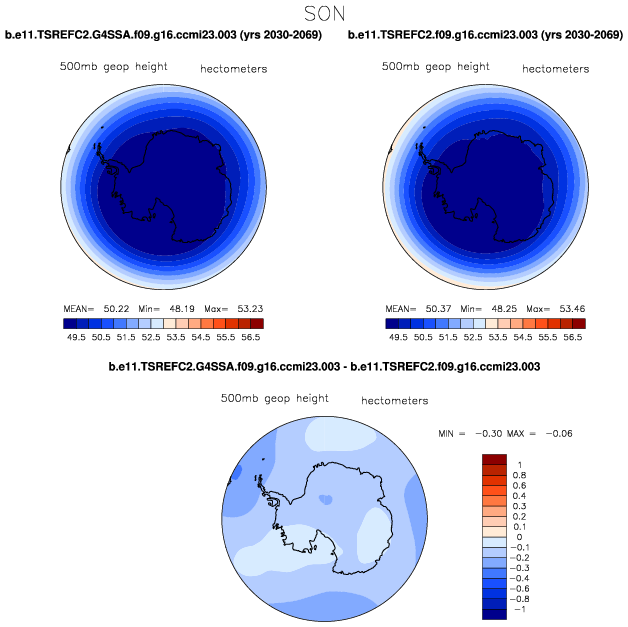 SON
b.e11.TSREFC2.G4SSA.f09.g16.ccmi23.003 (yrs 2030-2069)
b.e11.TSREFC2.f09.g16.ccmi23.003 (yrs 2030-2069)
500mb geop height hectometers
500mb geop height hectometers
MEAN= 50.22 Min= 48.19 Max= 53.23
MEAN= 50.37 Min= 48.25 Max= 53.46
49.5 50.5 51.5 52.5 53.5 54.5 55.5 56.5
49.5 50.5 51.5 52.5 53.5 54.5 55.5 56.5
b.e11.TSREFC2.G4SSA.f09.g16.ccmi23.003 - b.e11.TSREFC2.f09.g16.ccmi23.003
500mb geop height hectometers
MIN = -0.30 MAX = -0.06
1
0.8
0.6
0.4
0.3
0.2
0.1
0
-0.1
-0.2
-0.3
-0.4
-0.6
-0.8
-1